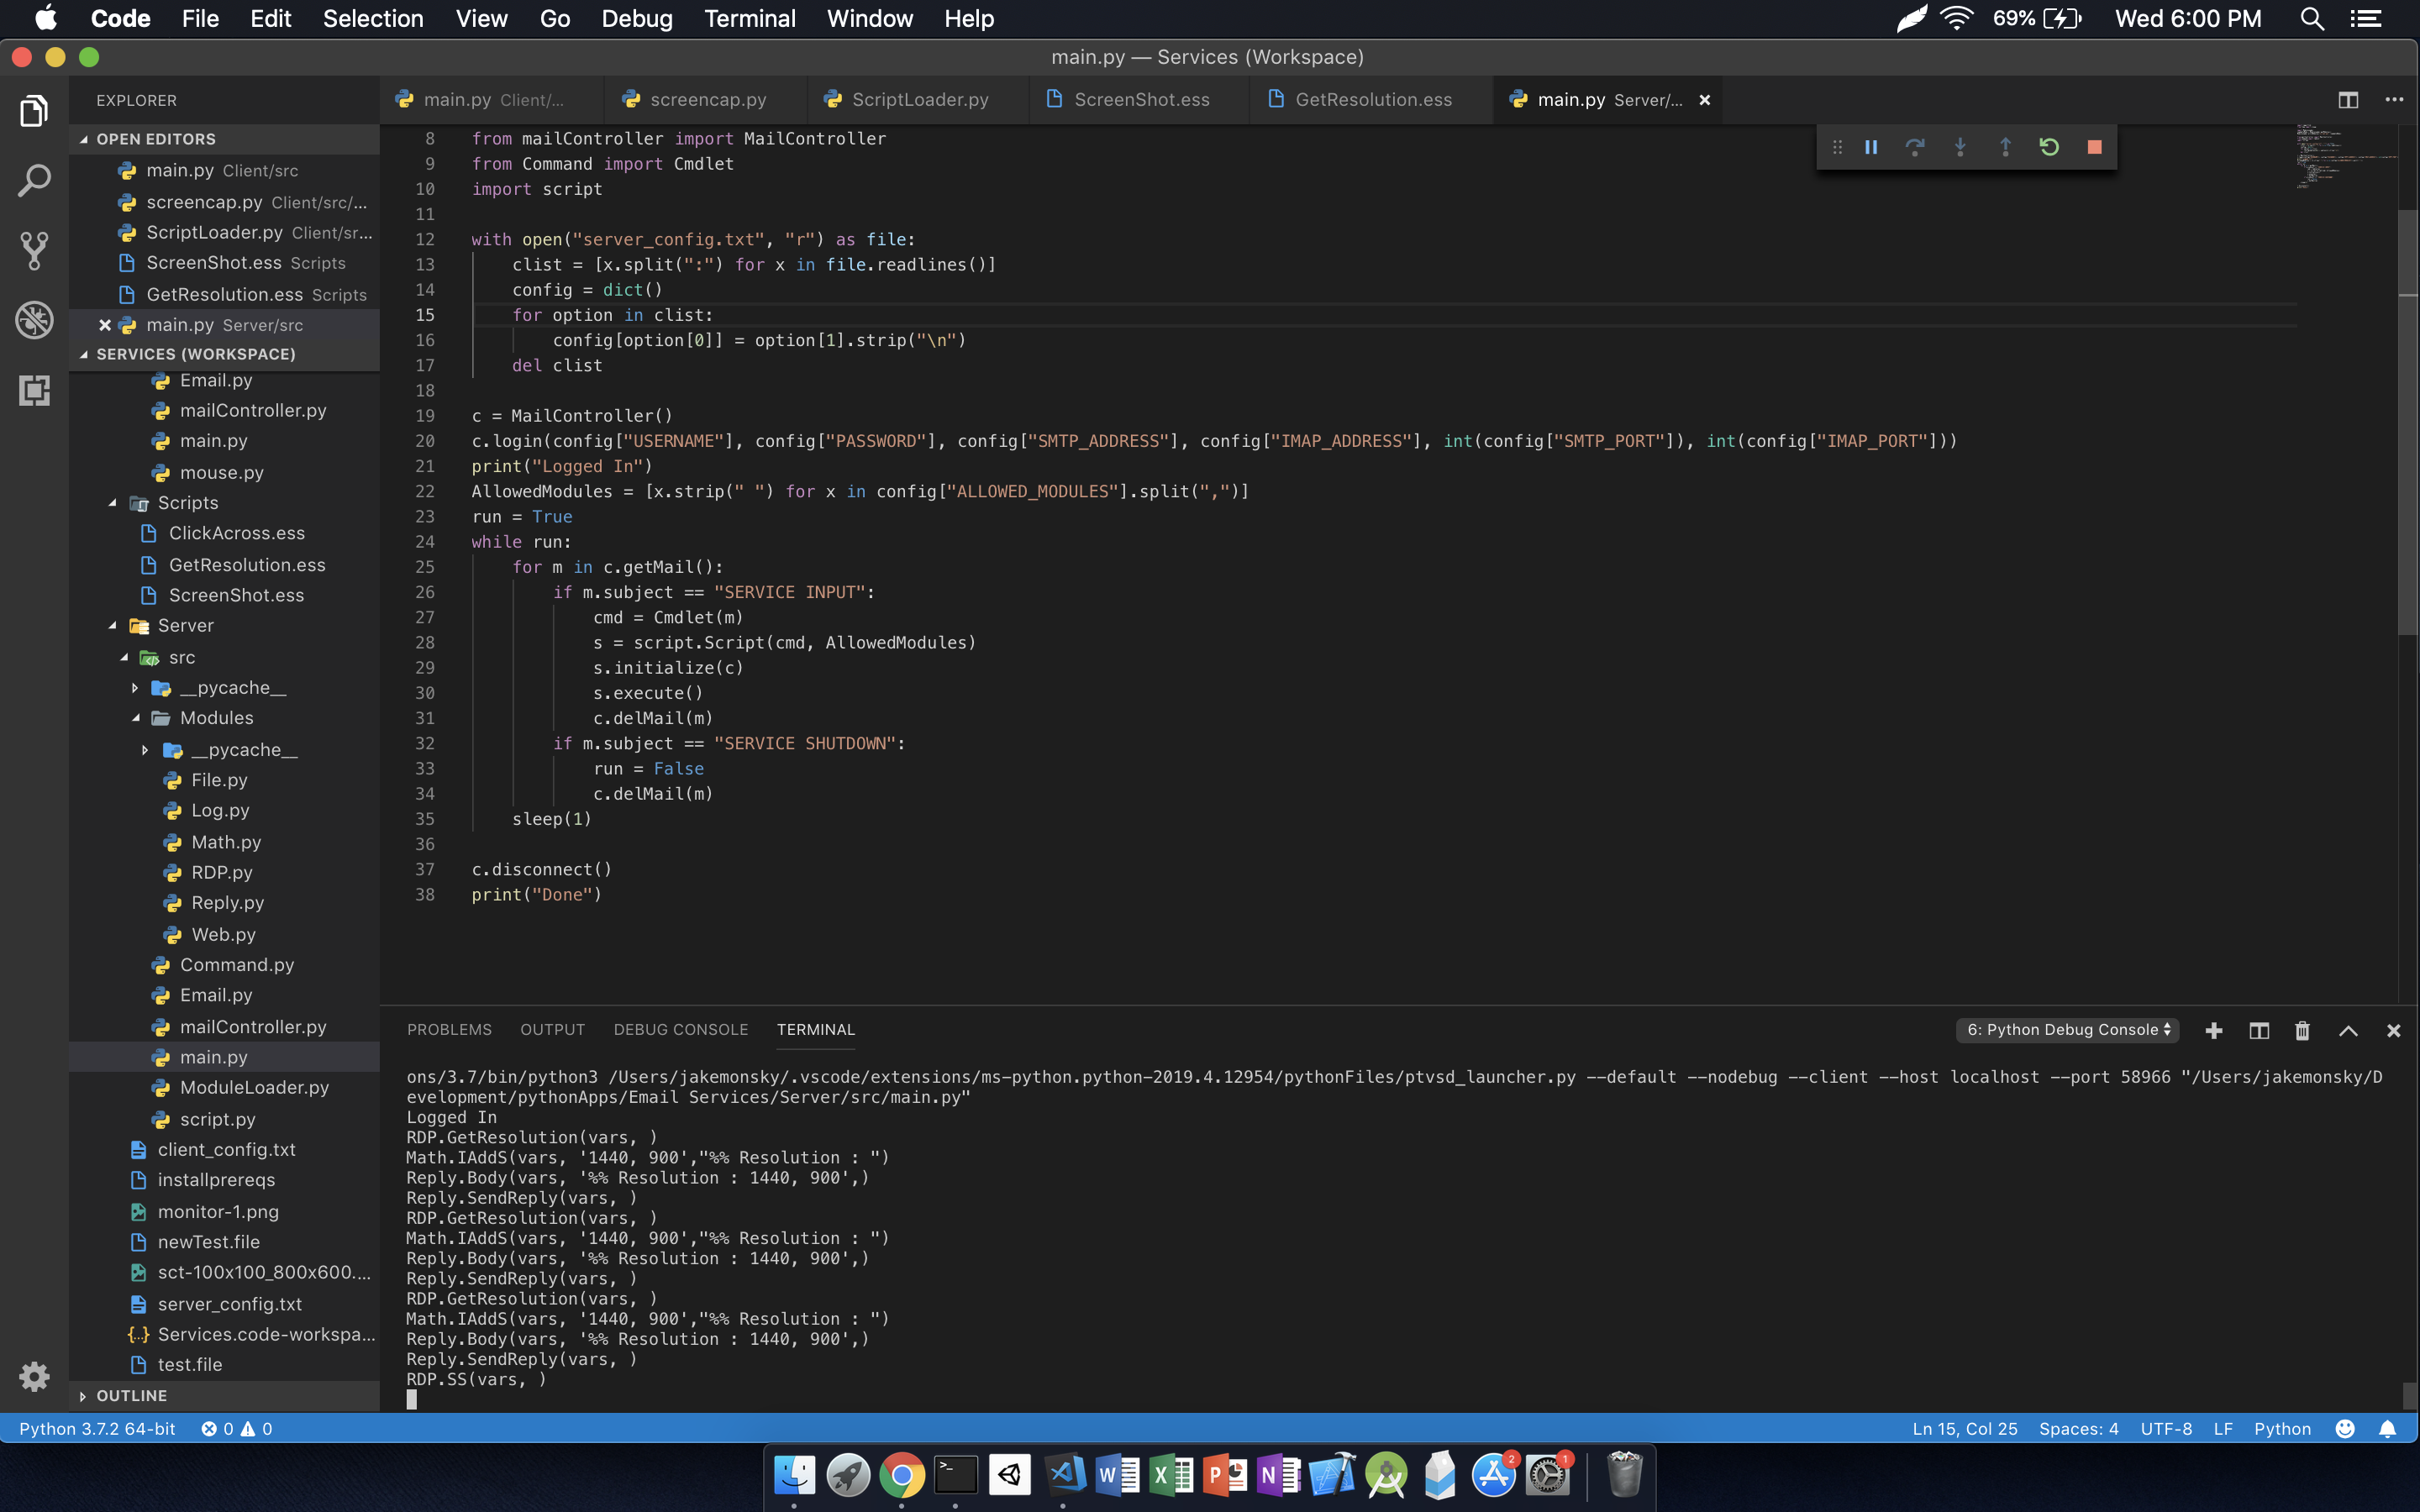 Code File Edit Selection View Go Debug Terminal Window Help 69% Wed 6:00 PM
main.py — Services (Workspace)
EXPLORER
main.py Client/... screencap.py ScriptLoader.py ScreenShot.ess GetResolution.ess main.py Server/...
OPEN EDITORS
main.py Client/src
screencap.py Client/src/...
ScriptLoader.py Client/sr...
ScreenShot.ess Scripts
GetResolution.ess Scripts
main.py Server/src
SERVICES (WORKSPACE)
Email.py
mailController.py
main.py
mouse.py
Scripts
ClickAcross.ess
GetResolution.ess
ScreenShot.ess
Server
src
__pycache__
Modules
__pycache__
File.py
Log.py
Math.py
RDP.py
Reply.py
Web.py
Command.py
Email.py
mailController.py
main.py
ModuleLoader.py
script.py
client_config.txt
installprereqs
monitor-1.png
newTest.file
sct-100x100_800x600....
server_config.txt
{..} Services.code-workspa...
test.file
OUTLINE
8 from mailController import MailController
9 from Command import Cmdlet
10 import script
11
12 with open("server_config.txt", "r") as file:
13     clist = [x.split(":") for x in file.readlines()]
14     config = dict()
15     for option in clist:
16         config[option[0]] = option[1].strip("\n")
17     del clist
18
19 c = MailController()
20 c.login(config["USERNAME"], config["PASSWORD"], config["SMTP_ADDRESS"], config["IMAP_ADDRESS"], int(config["SMTP_PORT"]), int(config["IMAP_PORT"]))
21 print("Logged In")
22 AllowedModules = [x.strip(" ") for x in config["ALLOWED_MODULES"].split(",")]
23 run = True
24 while run:
25     for m in c.getMail():
26         if m.subject == "SERVICE INPUT":
27             cmd = Cmdlet(m)
28             s = script.Script(cmd, AllowedModules)
29             s.initialize(c)
30             s.execute()
31             c.delMail(m)
32         if m.subject == "SERVICE SHUTDOWN":
33             run = False
34             c.delMail(m)
35     sleep(1)
36
37 c.disconnect()
38 print("Done")
PROBLEMS OUTPUT DEBUG CONSOLE TERMINAL 6: Python Debug Console
ons/3.7/bin/python3 /Users/jakemonsky/.vscode/extensions/ms-python.python-2019.4.12954/pythonFiles/ptvsd_launcher.py --default --nodebug --client --host localhost --port 58966 "/Users/jakemonsky/D
evelopment/pythonApps/Email Services/Server/src/main.py"
Logged In
RDP.GetResolution(vars, )
Math.IAddS(vars, '1440, 900',"%% Resolution : ")
Reply.Body(vars, '%% Resolution : 1440, 900',)
Reply.SendReply(vars, )
RDP.GetResolution(vars, )
Math.IAddS(vars, '1440, 900',"%% Resolution : ")
Reply.Body(vars, '%% Resolution : 1440, 900',)
Reply.SendReply(vars, )
RDP.GetResolution(vars, )
Math.IAddS(vars, '1440, 900',"%% Resolution : ")
Reply.Body(vars, '%% Resolution : 1440, 900',)
Reply.SendReply(vars, )
RDP.SS(vars, )
Python 3.7.2 64-bit 0 0 Ln 15, Col 25 Spaces: 4 UTF-8 LF Python
>_ W X P N 2 1